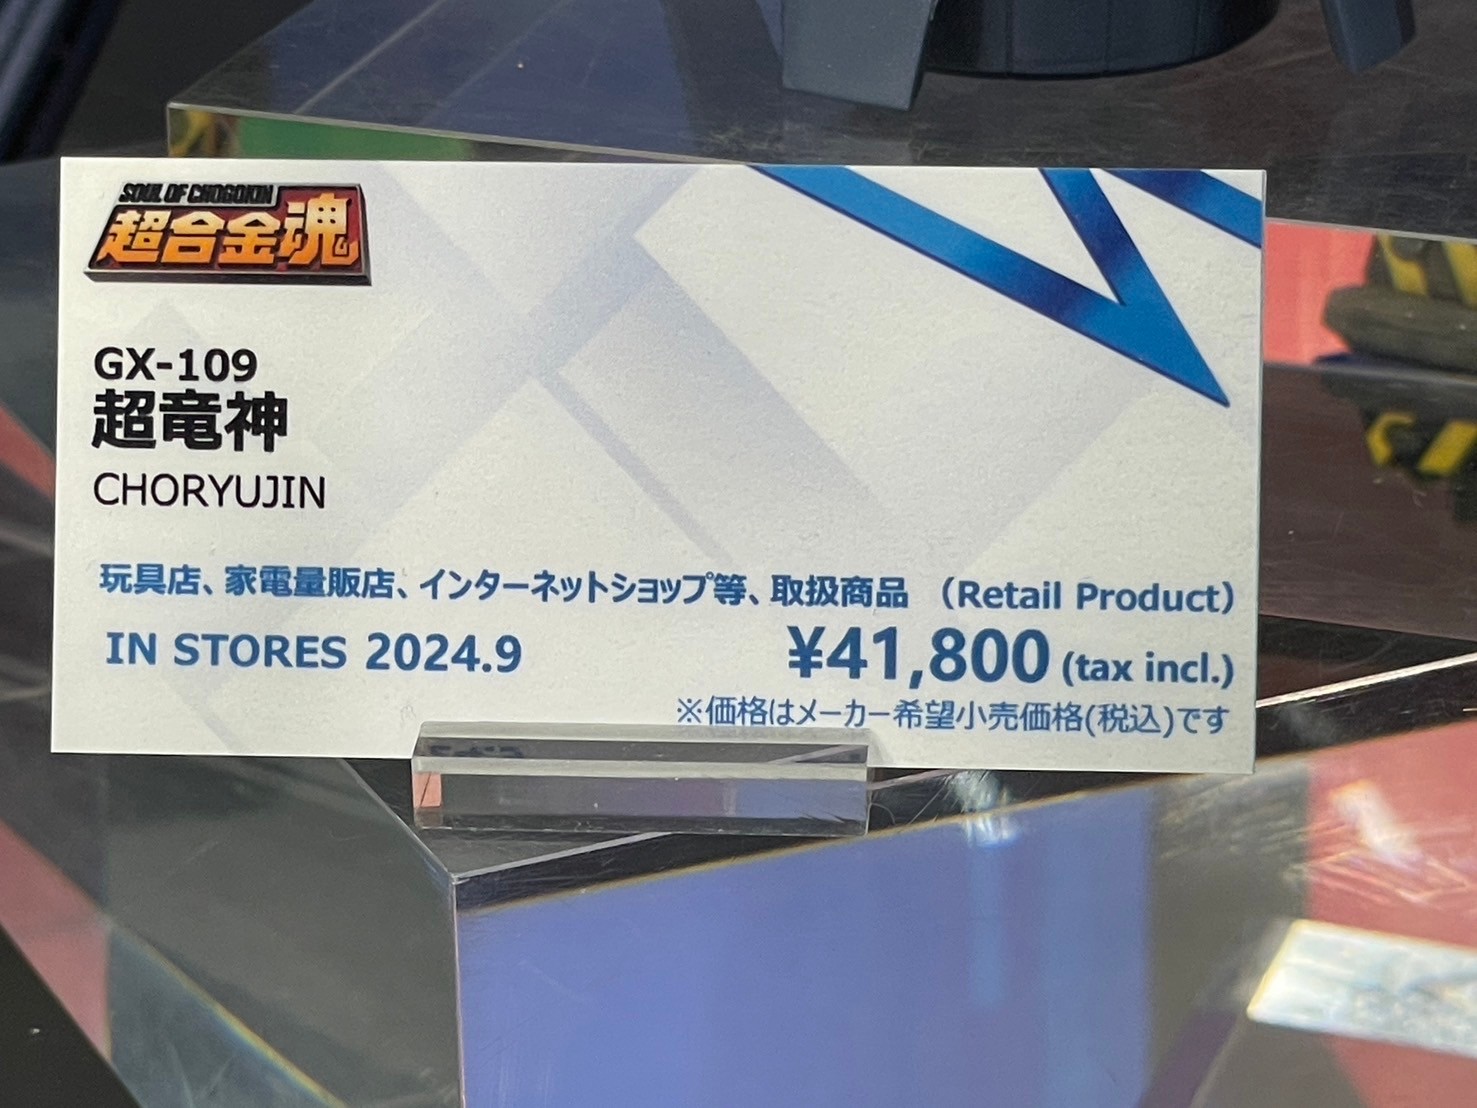 SOUL OF CHOGOKIN
超合金魂
GX-109
超竜神
CHORYUJIN
玩具店、家電量販店、インターネットショップ等、取扱商品 （Retail Product）
IN STORES 2024.9 ¥41,800 (tax incl.)
※価格はメーカー希望小売価格(税込)です